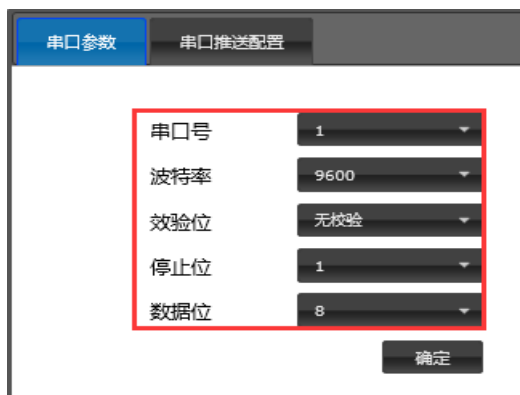 串口参数 串口推送配置
串口号 1
波特率 9600
效验位 无校验
停止位 1
数据位 8
确定